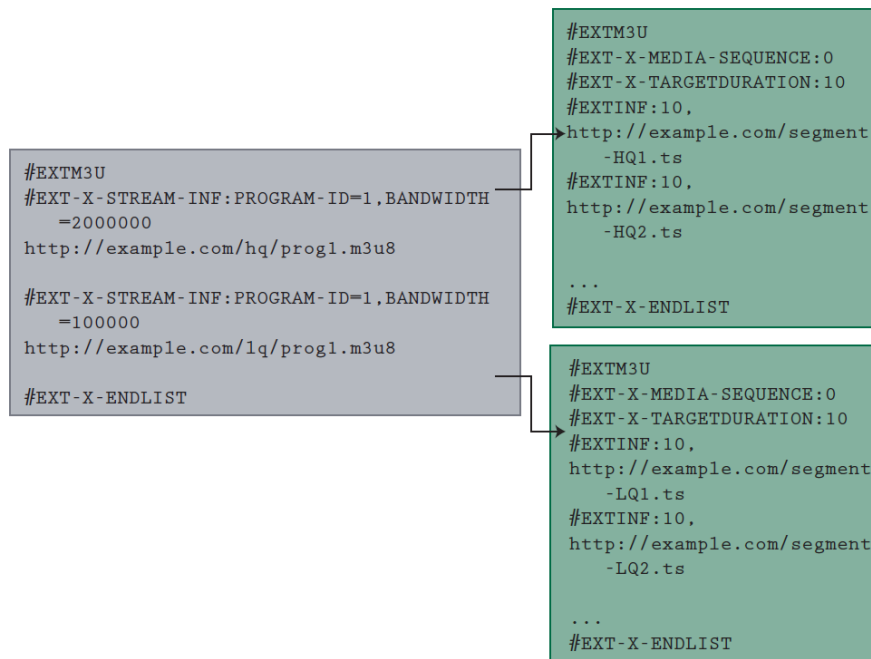 #EXTM3U
#EXT-X-STREAM-INF:PROGRAM-ID=1,BANDWIDTH
=2000000
http://example.com/hq/prog1.m3u8
#EXT-X-STREAM-INF:PROGRAM-ID=1,BANDWIDTH
=100000
http://example.com/lq/prog1.m3u8
#EXT-X-ENDLIST
#EXTM3U
#EXT-X-MEDIA-SEQUENCE:0
#EXT-X-TARGETDURATION:10
#EXTINF:10,
http://example.com/segment
-HQ1.ts
#EXTINF:10,
http://example.com/segment
-HQ2.ts
...
#EXT-X-ENDLIST
#EXTM3U
#EXT-X-MEDIA-SEQUENCE:0
#EXT-X-TARGETDURATION:10
#EXTINF:10,
http://example.com/segment
-LQ1.ts
#EXTINF:10,
http://example.com/segment
-LQ2.ts
...
#EXT-X-ENDLIST